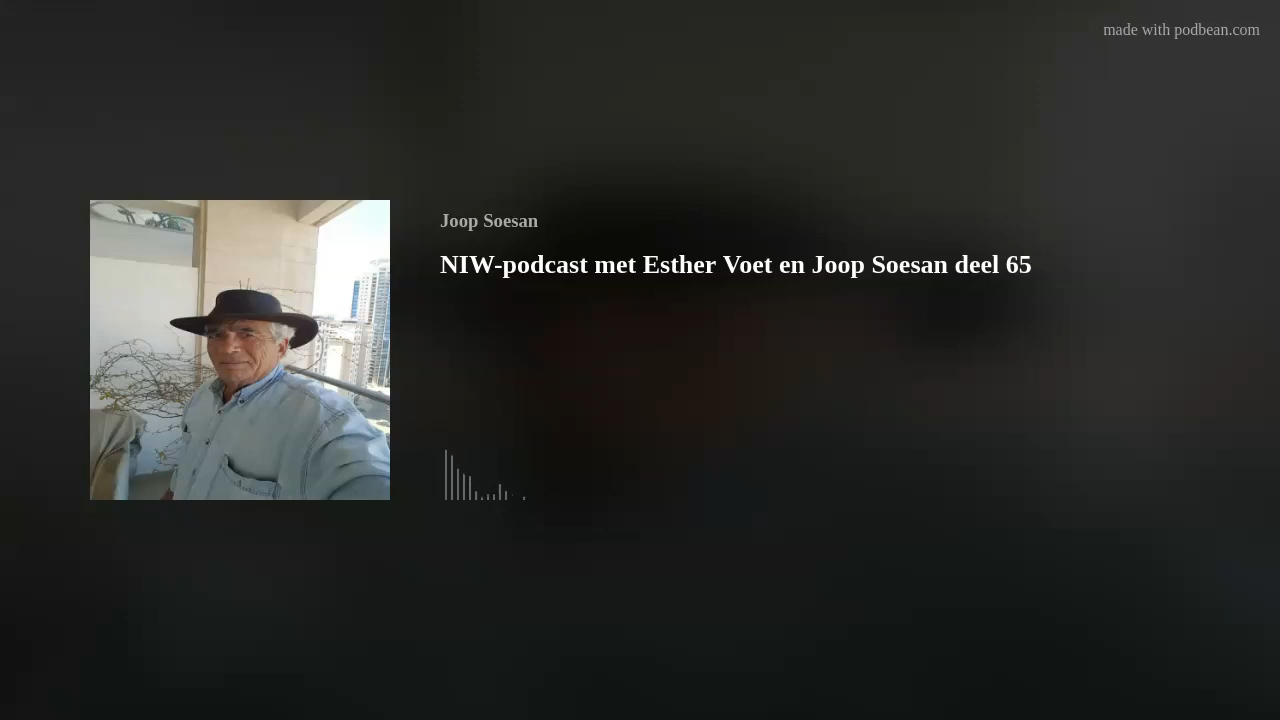 made with podbean.com
Joop Soesan
NIW-podcast met Esther Voet en Joop Soesan deel 65